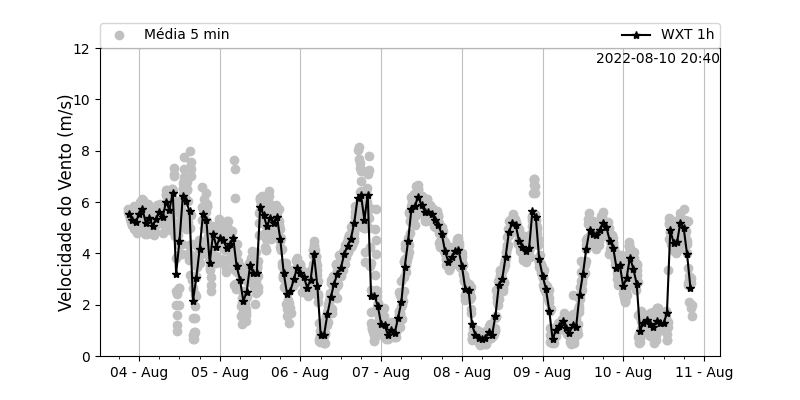 Média 5 min
WXT 1h
2022-08-10 20:40
Velocidade do Vento (m/s)
12
10
8
6
4
2
0
04 - Aug
05 - Aug
06 - Aug
07 - Aug
08 - Aug
09 - Aug
10 - Aug
11 - Aug